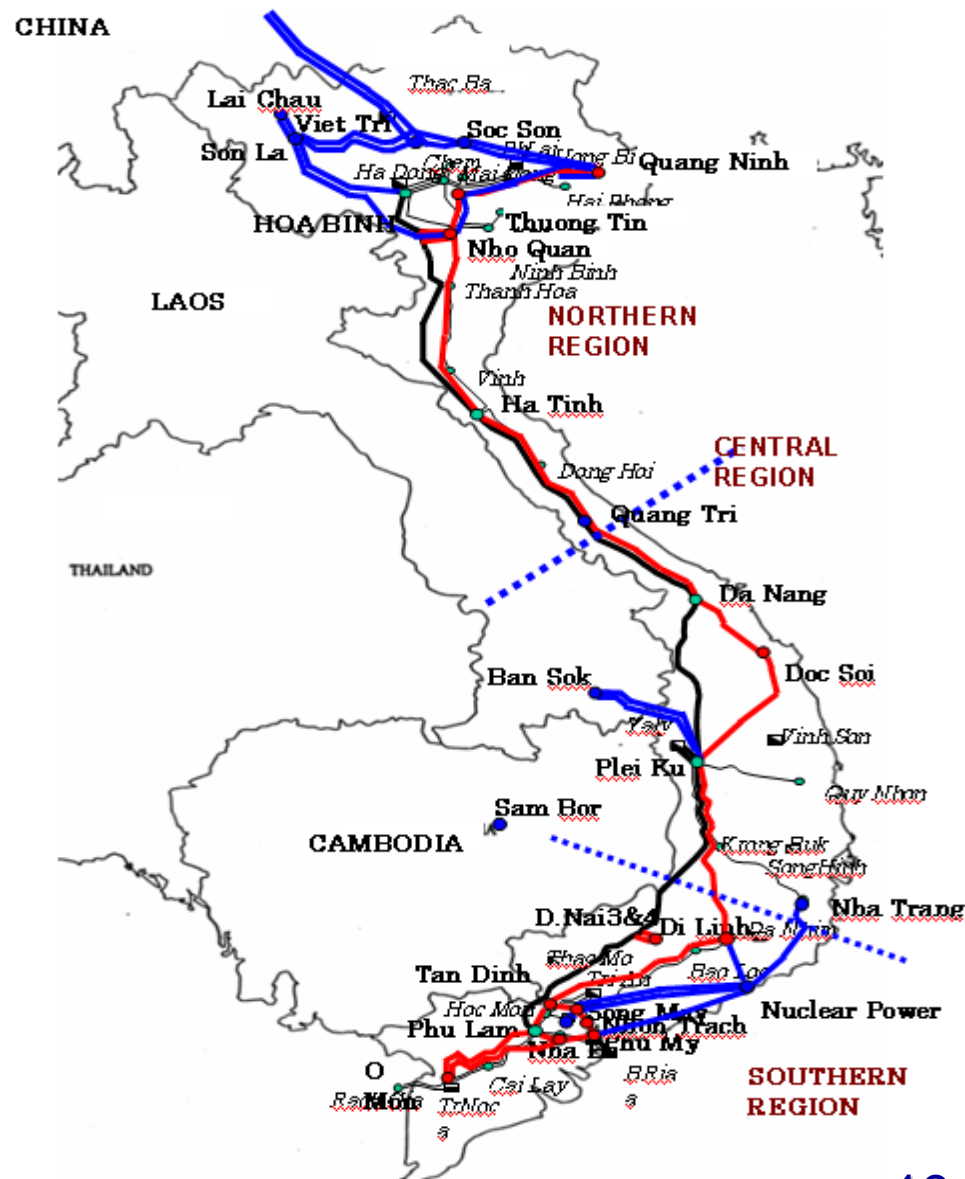 CHINA
Thac Ba
Lai Chau
Viet Tri
Soc Son
Son La
Quang Ninh
Chem
Ha Dong
Hai Phong
HOA BINH
Thuong Tin
Nho Quan
Ninh Binh
Thanh Hoa
LAOS
NORTHERN
REGION
Vinh
Ha Tinh
CENTRAL
REGION
Dong Hoi
Quang Tri
THAILAND
Da Nang
Doc Soi
Ban Sok
Yaly
Vinh Son
Plei Ku
Quy Nhon
Sam Bor
CAMBODIA
Krong Buk
SongHinh
Nha Trang
D.Nai3&4
Di Linh
Thac Mo
Tan Dinh
Tri An
Bao Loc
Hoc Mon
Song May
Nuclear Power
Phu Lam
Nhon Trach
Phu My
O
Mon
Cai Lay
BRia
a
TrNoc
a
SOUTHERN
REGION